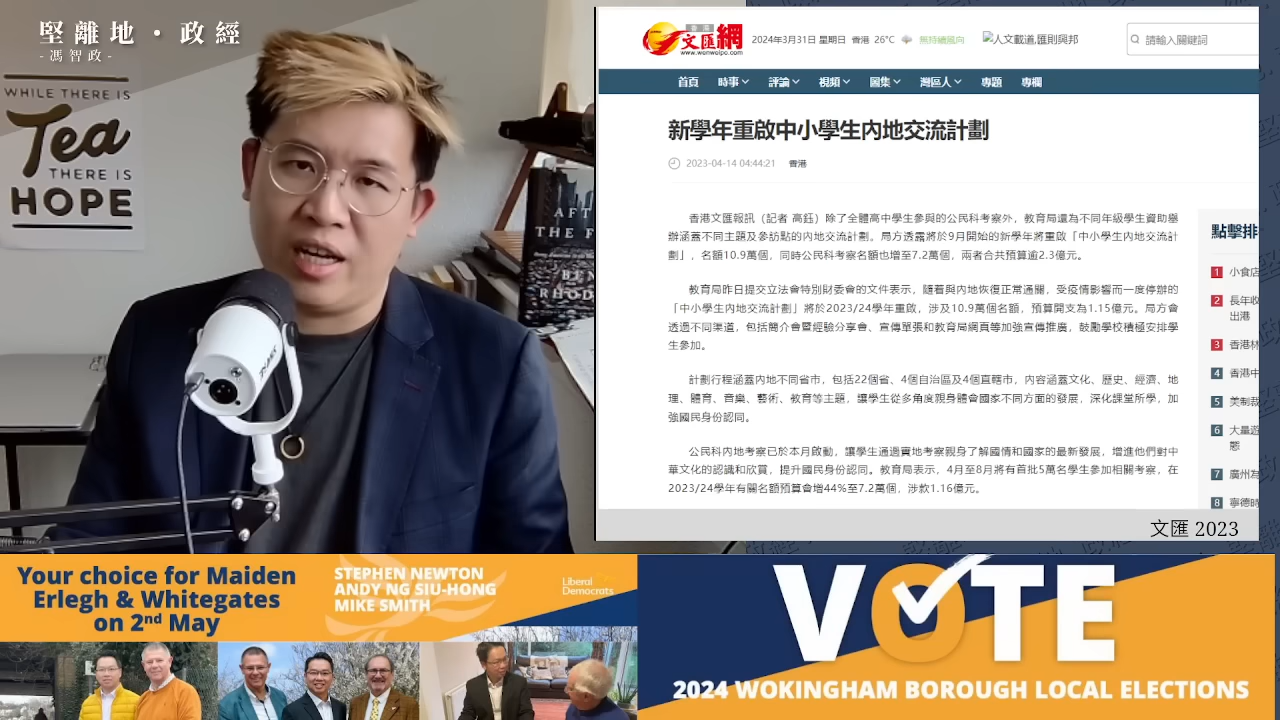 堅離地・政經
馮智政-
WHILE THERE IS
Tea
THERE IS
HOPE
香港
文匯網
www.wenweipo.com
2024年3月31日 星期日 香港 26°C 無持續風向
人文載道,匯則興邦
請輸入關鍵詞
首頁 時事 評論 視頻 圖集 灣區人 專題 專欄
新學年重啟中小學生內地交流計劃
2023-04-14 04:44:21 香港
香港文匯報訊（記者 高鈺）除了全體高中學生參與的公民科考察外，教育局還為不同年級學生資助舉
辦涵蓋不同主題及參訪點的內地交流計劃。局方透露將於9月開始的新學年將重啟「中小學生內地交流計
劃」，名額10.9萬個，同時公民科考察名額也增至7.2萬個，兩者合共預算逾2.3億元。
教育局昨日提交立法會特別財委會的文件表示，隨着與內地恢復正常通關，受疫情影響而一度停辦的
「中小學生內地交流計劃」將於2023/24學年重啟，涉及10.9萬個名額，預算開支為1.15億元。局方會
透過不同渠道，包括簡介會暨經驗分享會、宣傳單張和教育局網頁等加強宣傳推廣，鼓勵學校積極安排學
生參加。
計劃行程涵蓋內地不同省市，包括22個省、4個自治區及4個直轄市，內容涵蓋文化、歷史、經濟、地
理、體育、音樂、藝術、教育等主題，讓學生從多角度親身體會國家不同方面的發展，深化課堂所學，加
強國民身份認同。
公民科內地考察已於本月啟動，讓學生通過實地考察親身了解國情和國家的最新發展，增進他們對中
華文化的認識和欣賞，提升國民身份認同。教育局表示，4月至8月將有首批5萬名學生參加相關考察，在
2023/24學年有關名額預算會增44%至7.2萬個，涉款1.16億元。
點擊排
1 小食店
2 長年收
出港
3 香港林
4 香港中
5 美制裁
6 大量遊
態
7 廣州為
8 寧德時
文匯 2023
AFT
THE F
BEN
RHOD
Your choice for Maiden
Erlegh & Whitegates
on 2nd May
STEPHEN NEWTON
ANDY NG SIU-HONG
MIKE SMITH
Liberal
Democrats
VOTE
2024 WOKINGHAM BOROUGH LOCAL ELECTIONS